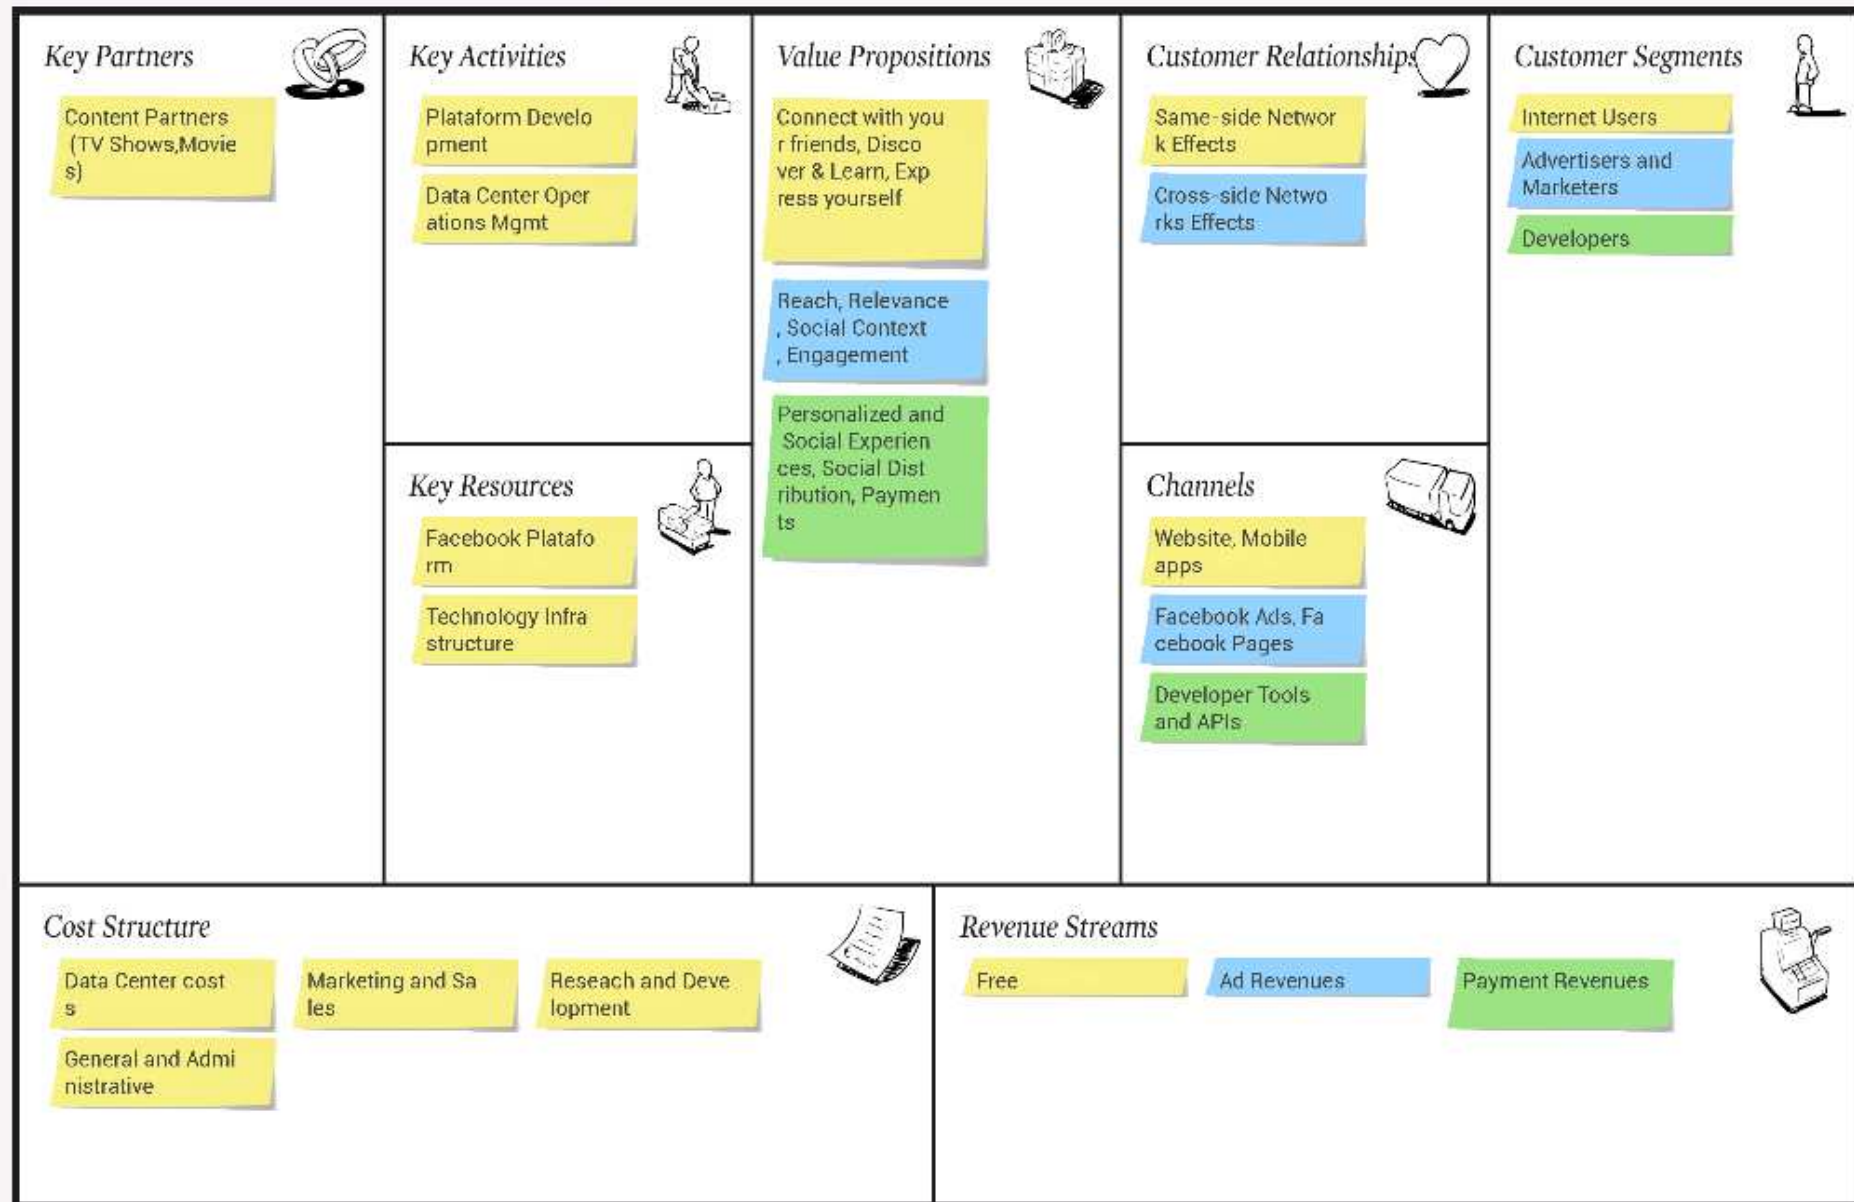 Key Partners
Content Partners
(TV Shows,Movie
s)
Key Activities
Plataform Develo
pment
Data Center Oper
ations Mgmt
Key Resources
Facebook Platafo
rm
Technology Infra
structure
Value Propositions
Connect with you
r friends, Disco
ver & Learn, Exp
ress yourself
Reach, Relevance
, Social Context
, Engagement
Personalized and
Social Experien
ces, Social Dist
ribution, Paymen
ts
Customer Relationships
Same-side Networ
k Effects
Cross-side Netwo
rks Effects
Channels
Website, Mobile
apps
Facebook Ads, Fa
cebook Pages
Developer Tools
and APIs
Customer Segments
Internet Users
Advertisers and
Marketers
Developers
Cost Structure
Data Center cost
s
Marketing and Sa
les
Reseach and Deve
lopment
General and Admi
nistrative
Revenue Streams
Free
Ad Revenues
Payment Revenues